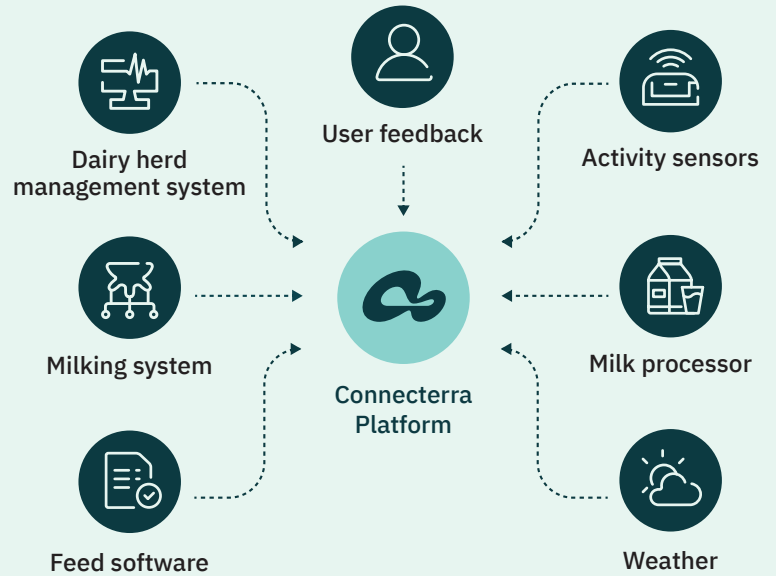 User feedback
Dairy herd
management system
Activity sensors
Milking system
Milk processor
Connecterra
Platform
Feed software
Weather